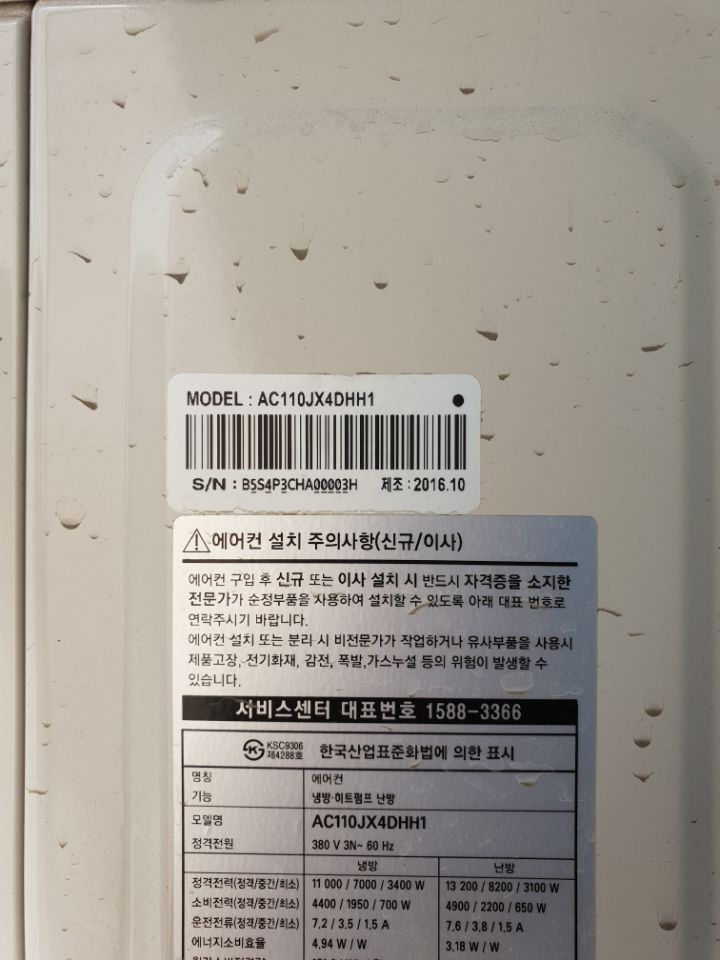 MODEL : AC110JX4DHH1
S/N : B5S4P3CHA00003H 제조 : 2016.10
에어컨 설치 주의사항(신규/이사)
에어컨 구입 후 신규 또는 이사 설치 시 반드시 자격증을 소지한
전문가가 순정부품을 사용하여 설치할 수 있도록 아래 대표 번호로
연락주시기 바랍니다.
에어컨 설치 또는 분리 시 비전문가가 작업하거나 유사부품을 사용시
제품고장, 전기화재, 감전, 폭발,가스누설 등의 위험이 발생할 수
있습니다.
서비스센터 대표번호 1588-3366
KSC9306
제4288호
한국산업표준화법에 의한 표시
명칭 에어컨
기능 냉방·히트펌프 난방
모델명 AC110JX4DHH1
정격전원 380 V 3N~ 60 Hz
냉방 난방
정격전력(정격/중간/최소) 11 000 / 7000 / 3400 W 13 200 / 8200 / 3100 W
소비전력(정격/중간/최소) 4400 / 1950 / 700 W 4900 / 2200 / 650 W
운전전류(정격/중간/최소) 7.2 / 3.5 / 1.5 A 7.6 / 3.8 / 1.5 A
에너지소비효율 4.94 W / W 3.18 W / W